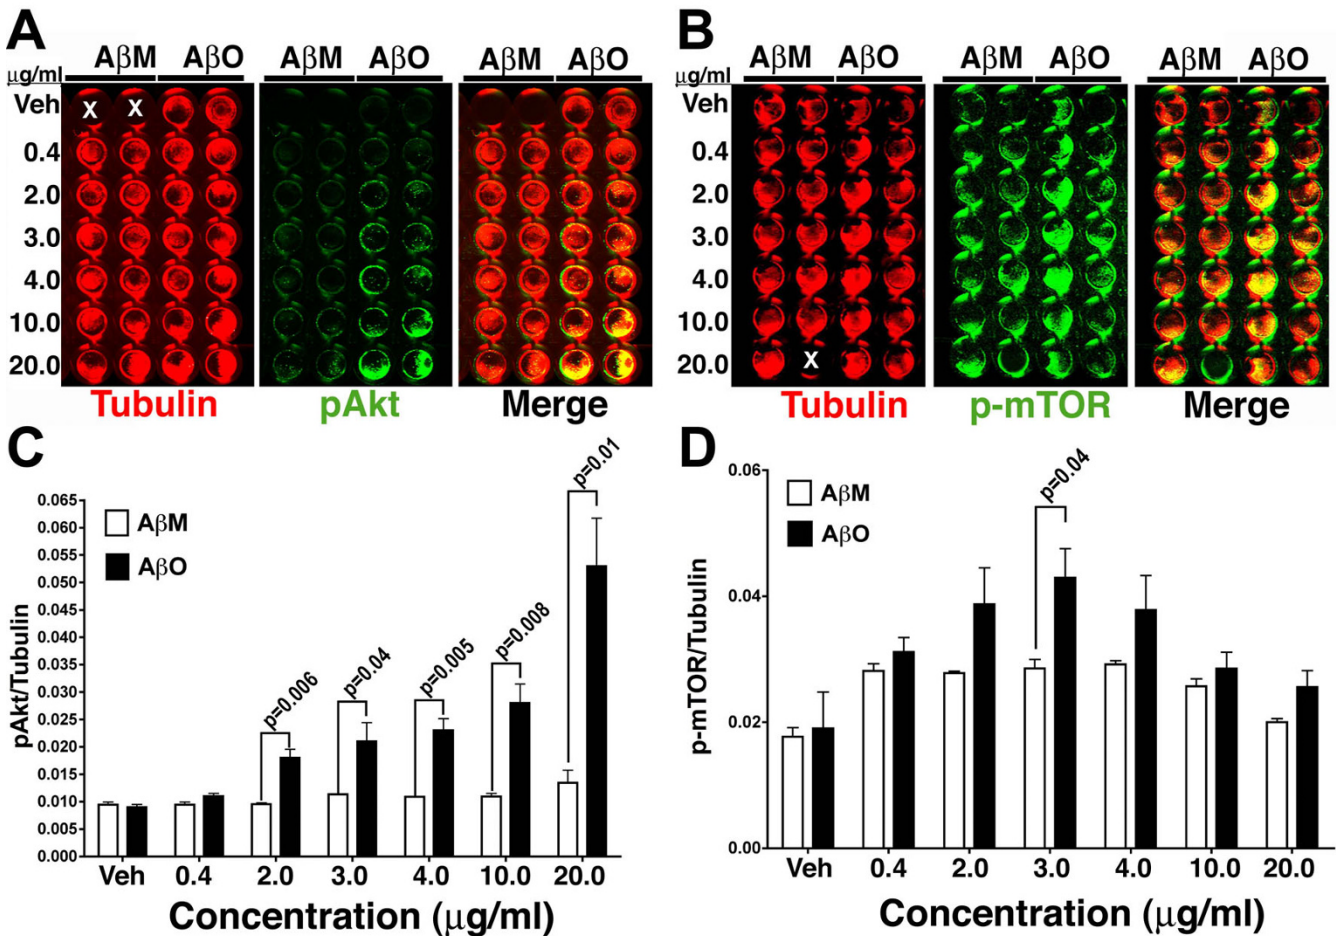 A
B
AβM AβO AβM AβO AβM AβO
AβM AβO AβM AβO AβM AβO
μg/ml
Veh
0.4
2.0
3.0
4.0
10.0
20.0
X X
Tubulin pAkt Merge
μg/ml
Veh
0.4
2.0
3.0
4.0
10.0
20.0
X
Tubulin p-mTOR Merge
C
pAkt/Tubulin
0.065
0.060
0.055
0.050
0.045
0.040
0.035
0.030
0.025
0.020
0.015
0.010
0.005
0.000
AβM
AβO
p=0.006
p=0.04
p=0.005
p=0.008
p=0.01
Veh 0.4 2.0 3.0 4.0 10.0 20.0
Concentration (μg/ml)
D
p-mTOR/Tubulin
0.06
0.04
0.02
0.00
AβM
AβO
p=0.04
Veh 0.4 2.0 3.0 4.0 10.0 20.0
Concentration (μg/ml)